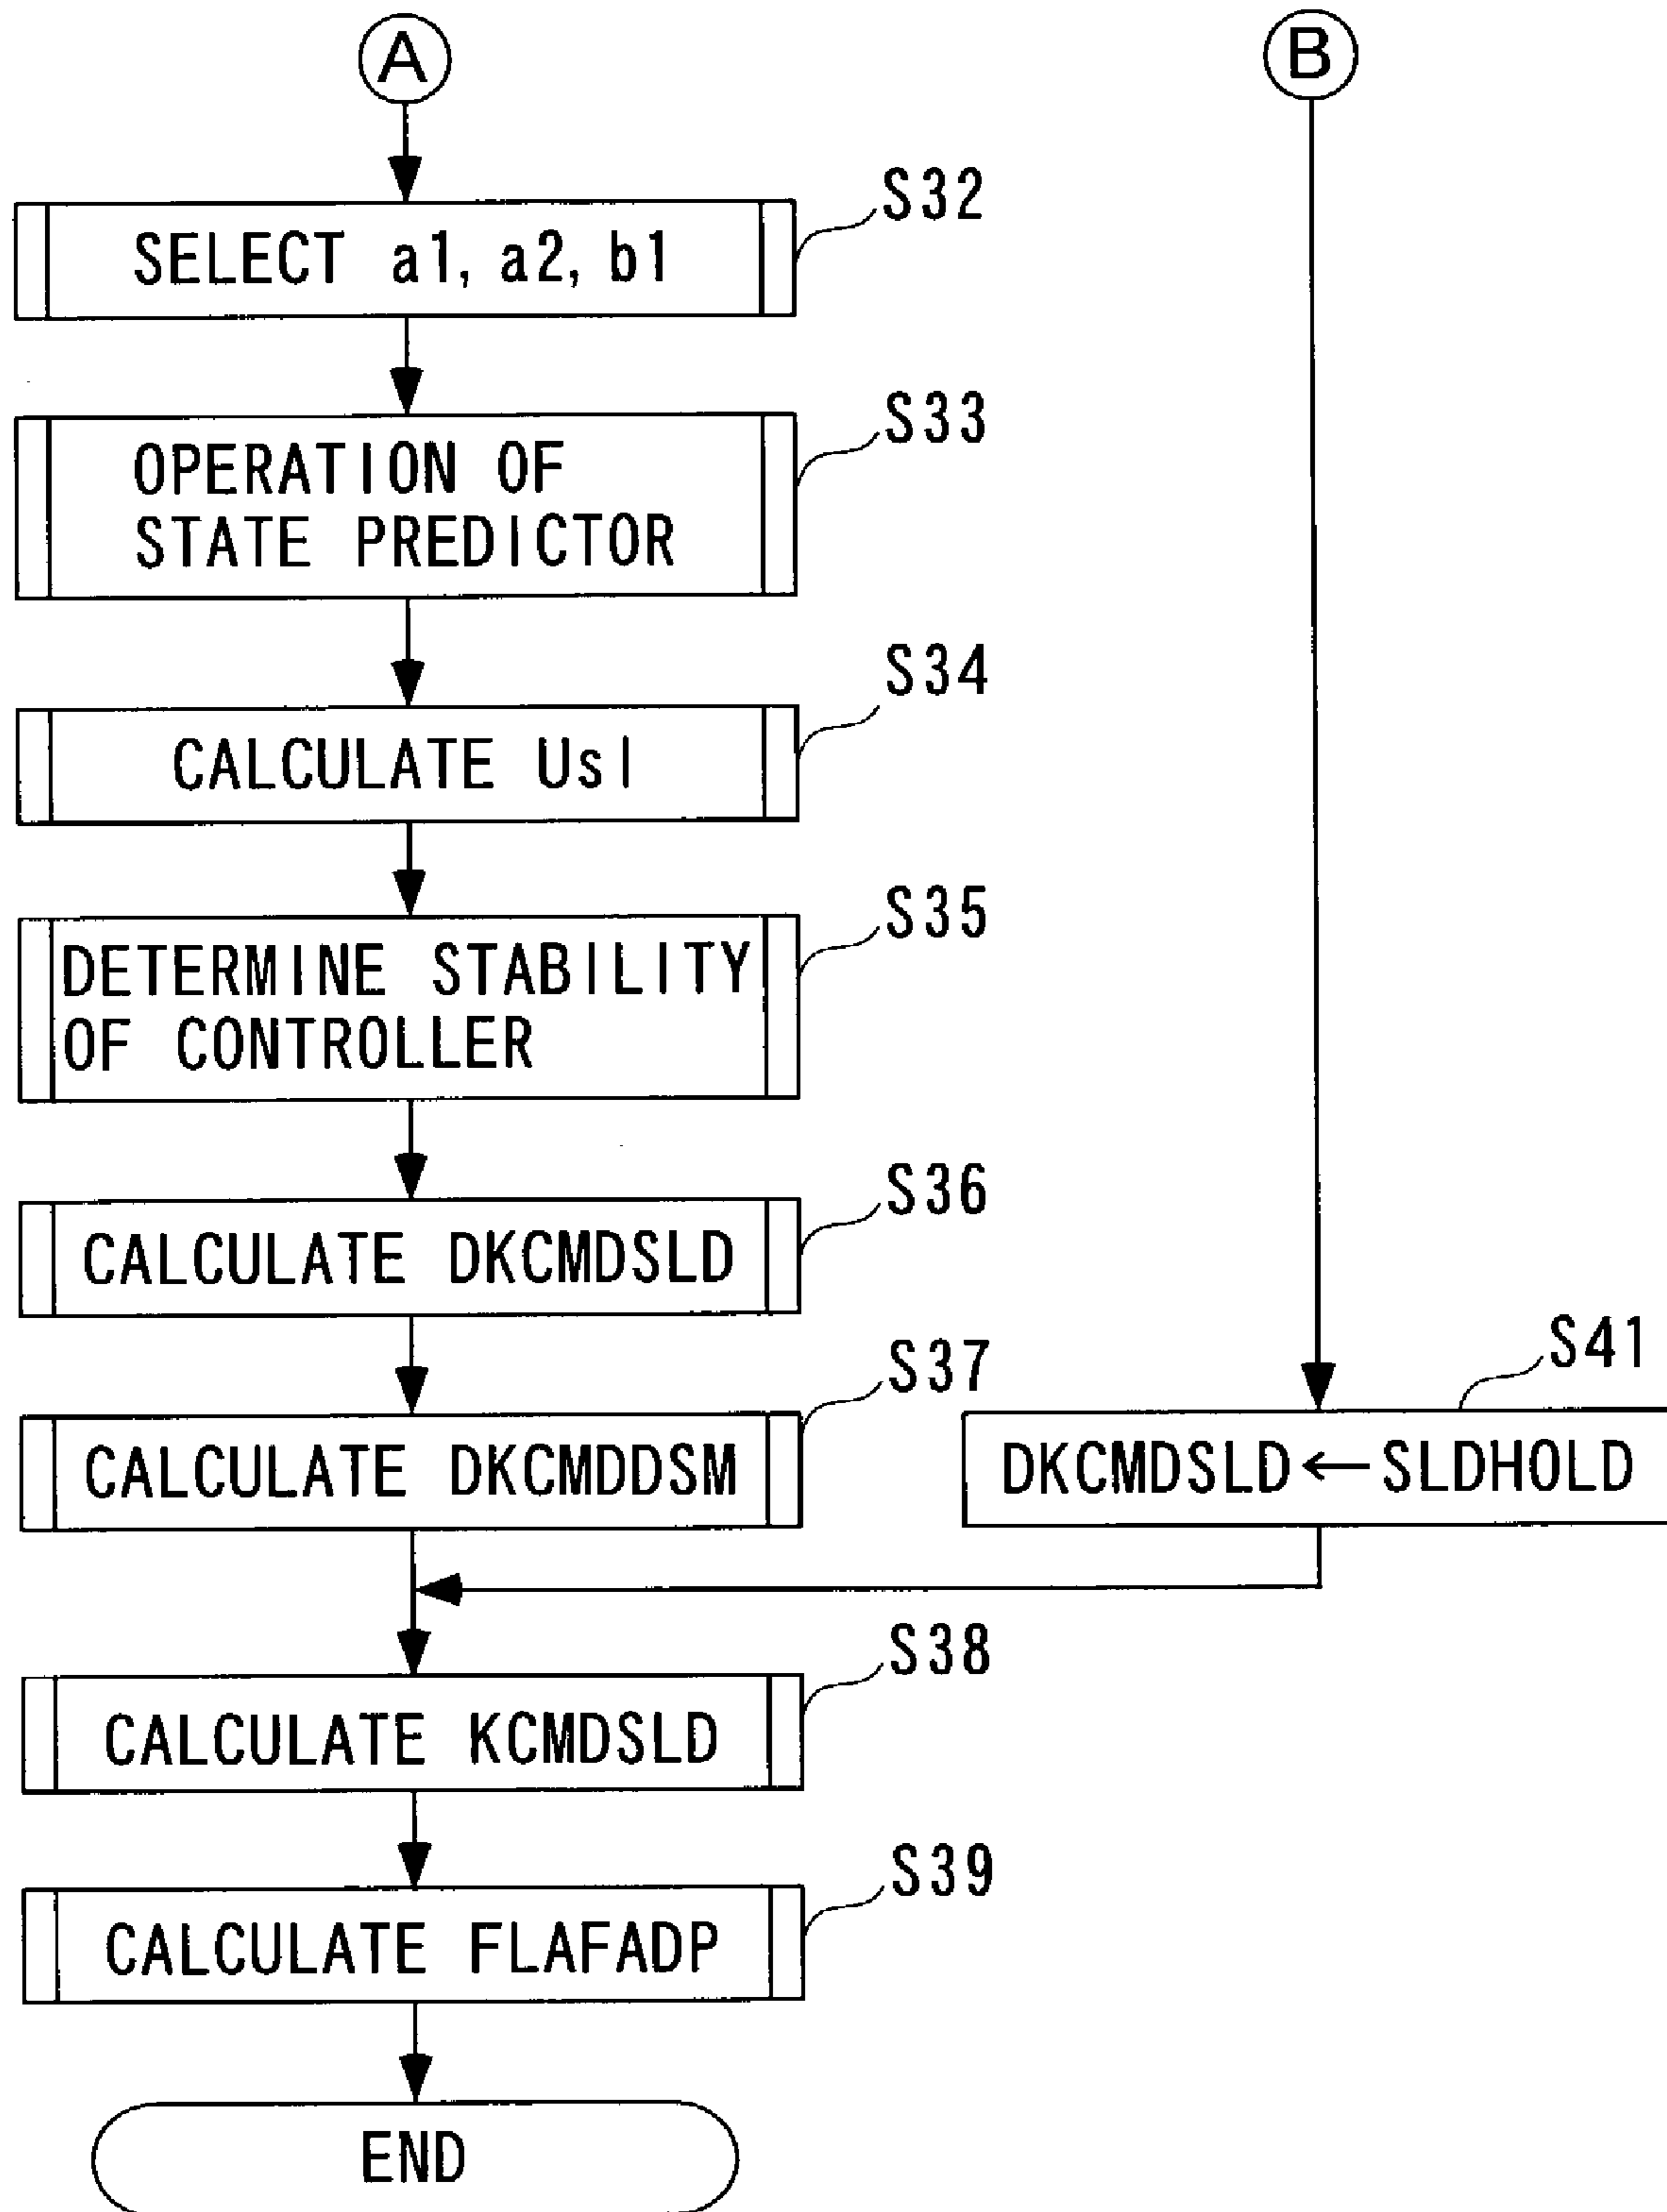 A
B
S32
SELECT a1, a2, b1
S33
OPERATION OF
STATE PREDICTOR
S34
CALCULATE Usl
S35
DETERMINE STABILITY
OF CONTROLLER
S36
CALCULATE DKCMDSLD
S37
CALCULATE DKCMDDSM
S41
DKCMDSLD ← SLDHOLD
S38
CALCULATE KCMDSLD
S39
CALCULATE FLAFADP
END